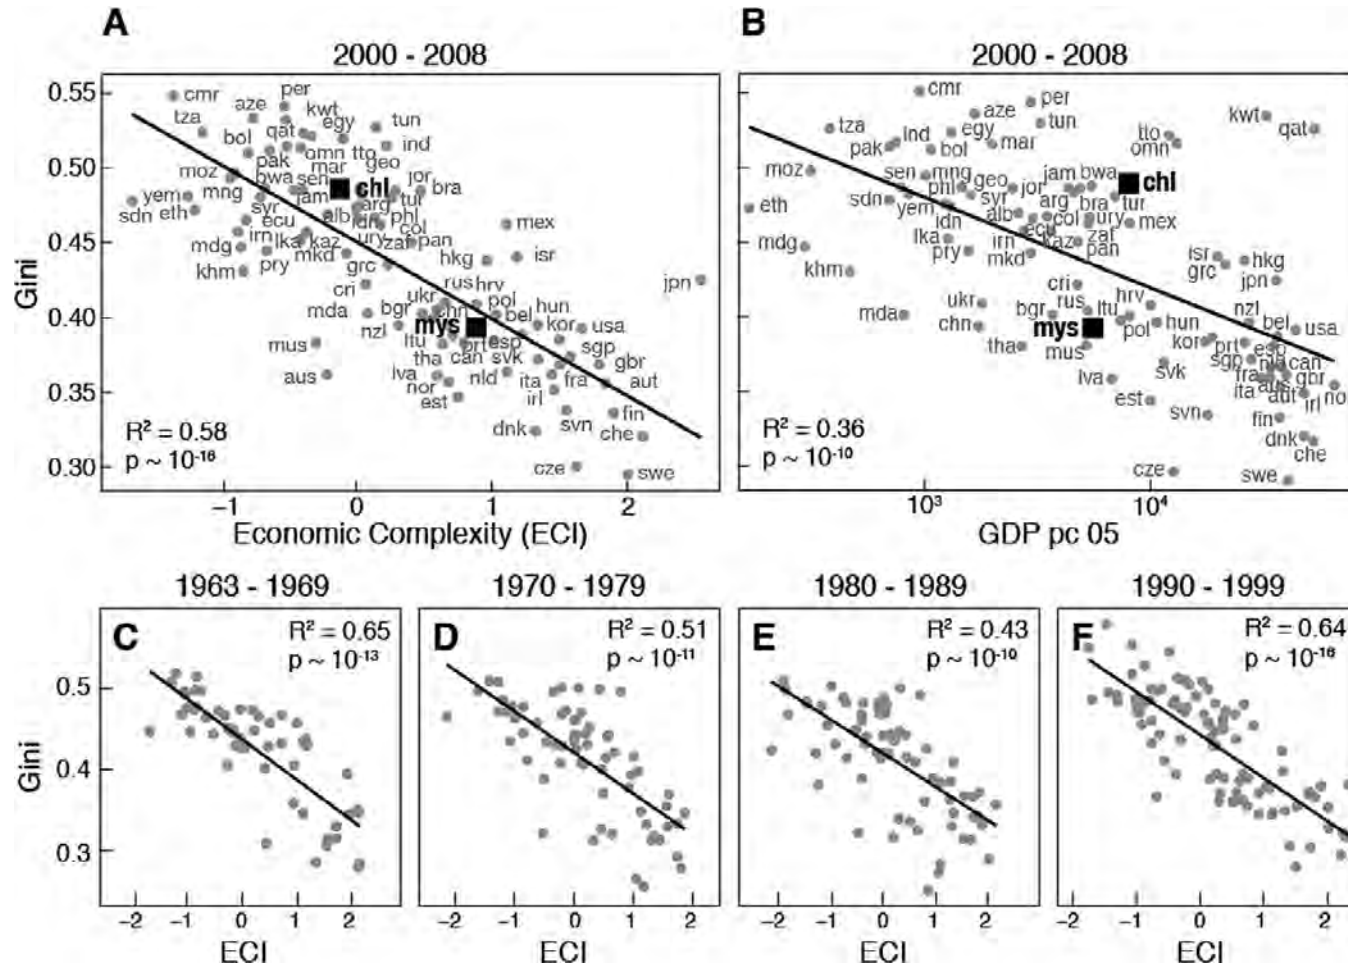 A
2000 - 2008
B
2000 - 2008
Gini
0.55
0.50
0.45
0.40
0.35
0.30
cmr
per
aze
kwt
tza
egy
tun
bol
qat
ind
omn
tto
pak
mar
geo
moz
bwa
sen
chl
jor
mng
bra
yem
jam
arg
tur
sdn
eth
syr
alb
idn
phl
mex
ecu
col
irn
ury
mdg
lka
kaz
zaf
pan
isr
khm
pry
mkd
grc
hkg
jpn
cri
rus
hrv
ukr
pol
mda
bgr
chn
bel
hun
nzl
mys
kor
usa
mus
ltu
prt
esp
sgp
tha
can
svk
gbr
aus
lva
nld
ita
fra
aut
nor
irl
est
fin
svn
dnk
che
cze
swe
R² = 0.58
p ~ 10⁻¹⁶
−1
0
1
2
Economic Complexity (ECI)
cmr
per
aze
kwt
tza
tun
qat
ind
egy
tto
pak
bol
mar
omn
moz
sen
mng
jam
bwa
chl
phl
geo
jor
bra
tur
eth
sdn
yem
syr
arg
alb
col
ury
mex
idn
ecu
lka
irn
kaz
zaf
mdg
pry
mkd
pan
isr
hkg
khm
grc
cri
jpn
ukr
rus
hrv
mda
bgr
ltu
nzl
chn
mys
pol
hun
bel
usa
tha
mus
kor
prt
esp
sgp
can
lva
svk
fra
gbr
ita
aut
no
est
irl
svn
fin
dnk
che
cze
swe
R² = 0.36
p ~ 10⁻¹⁰
10³
10⁴
GDP pc 05
1963 - 1969
1970 - 1979
1980 - 1989
1990 - 1999
C
R² = 0.65
p ~ 10⁻¹³
D
R² = 0.51
p ~ 10⁻¹¹
E
R² = 0.43
p ~ 10⁻¹⁰
F
R² = 0.64
p ~ 10⁻¹⁶
Gini
0.5
0.4
0.3
−2 −1 0 1 2
−2 −1 0 1 2
−2 −1 0 1 2
−2 −1 0 1 2
ECI
ECI
ECI
ECI